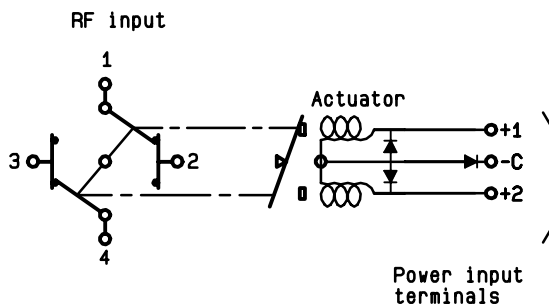 RF input
1
Actuator
+1
3
2
-C
+2
4
Power input
terminals